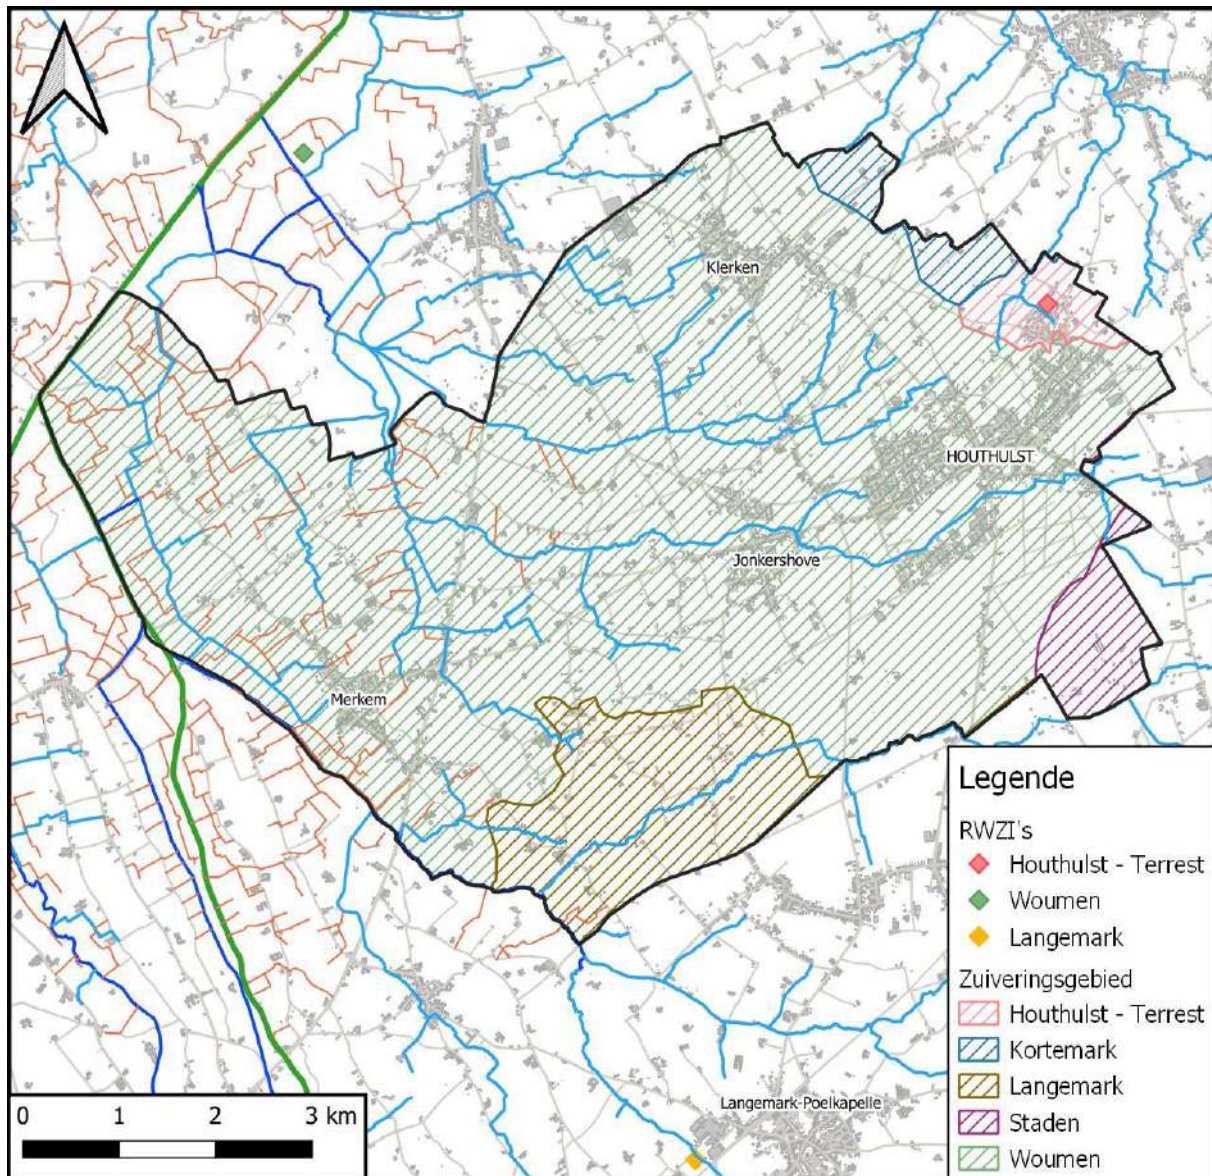 Klerken
HOUTHULST
Jonkershove
Merkem
Langemark-Poelkapelle
0 1 2 3 km
Legende
RWZI's
Houthulst - Terrest
Woumen
Langemark
Zuiveringsgebied
Houthulst - Terrest
Kortemark
Langemark
Staden
Woumen